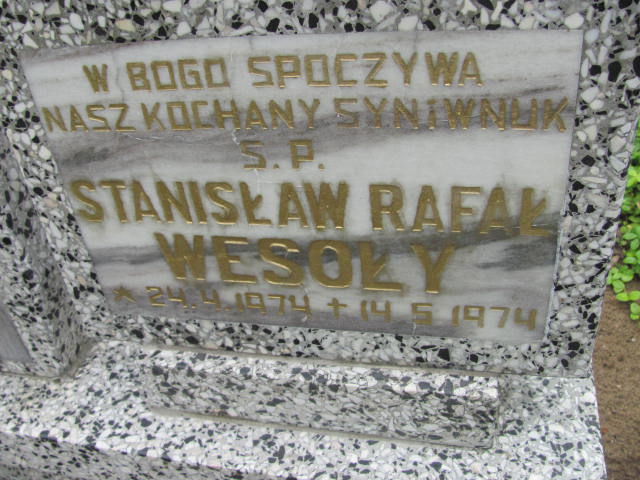 W BOGO SPOCZYWA
NASZ KOCHANY SYN i WNUK
Ś.P.
STANISŁAW RAFAŁ
WESOŁY
* 24.4.1974 + 14.5.1974